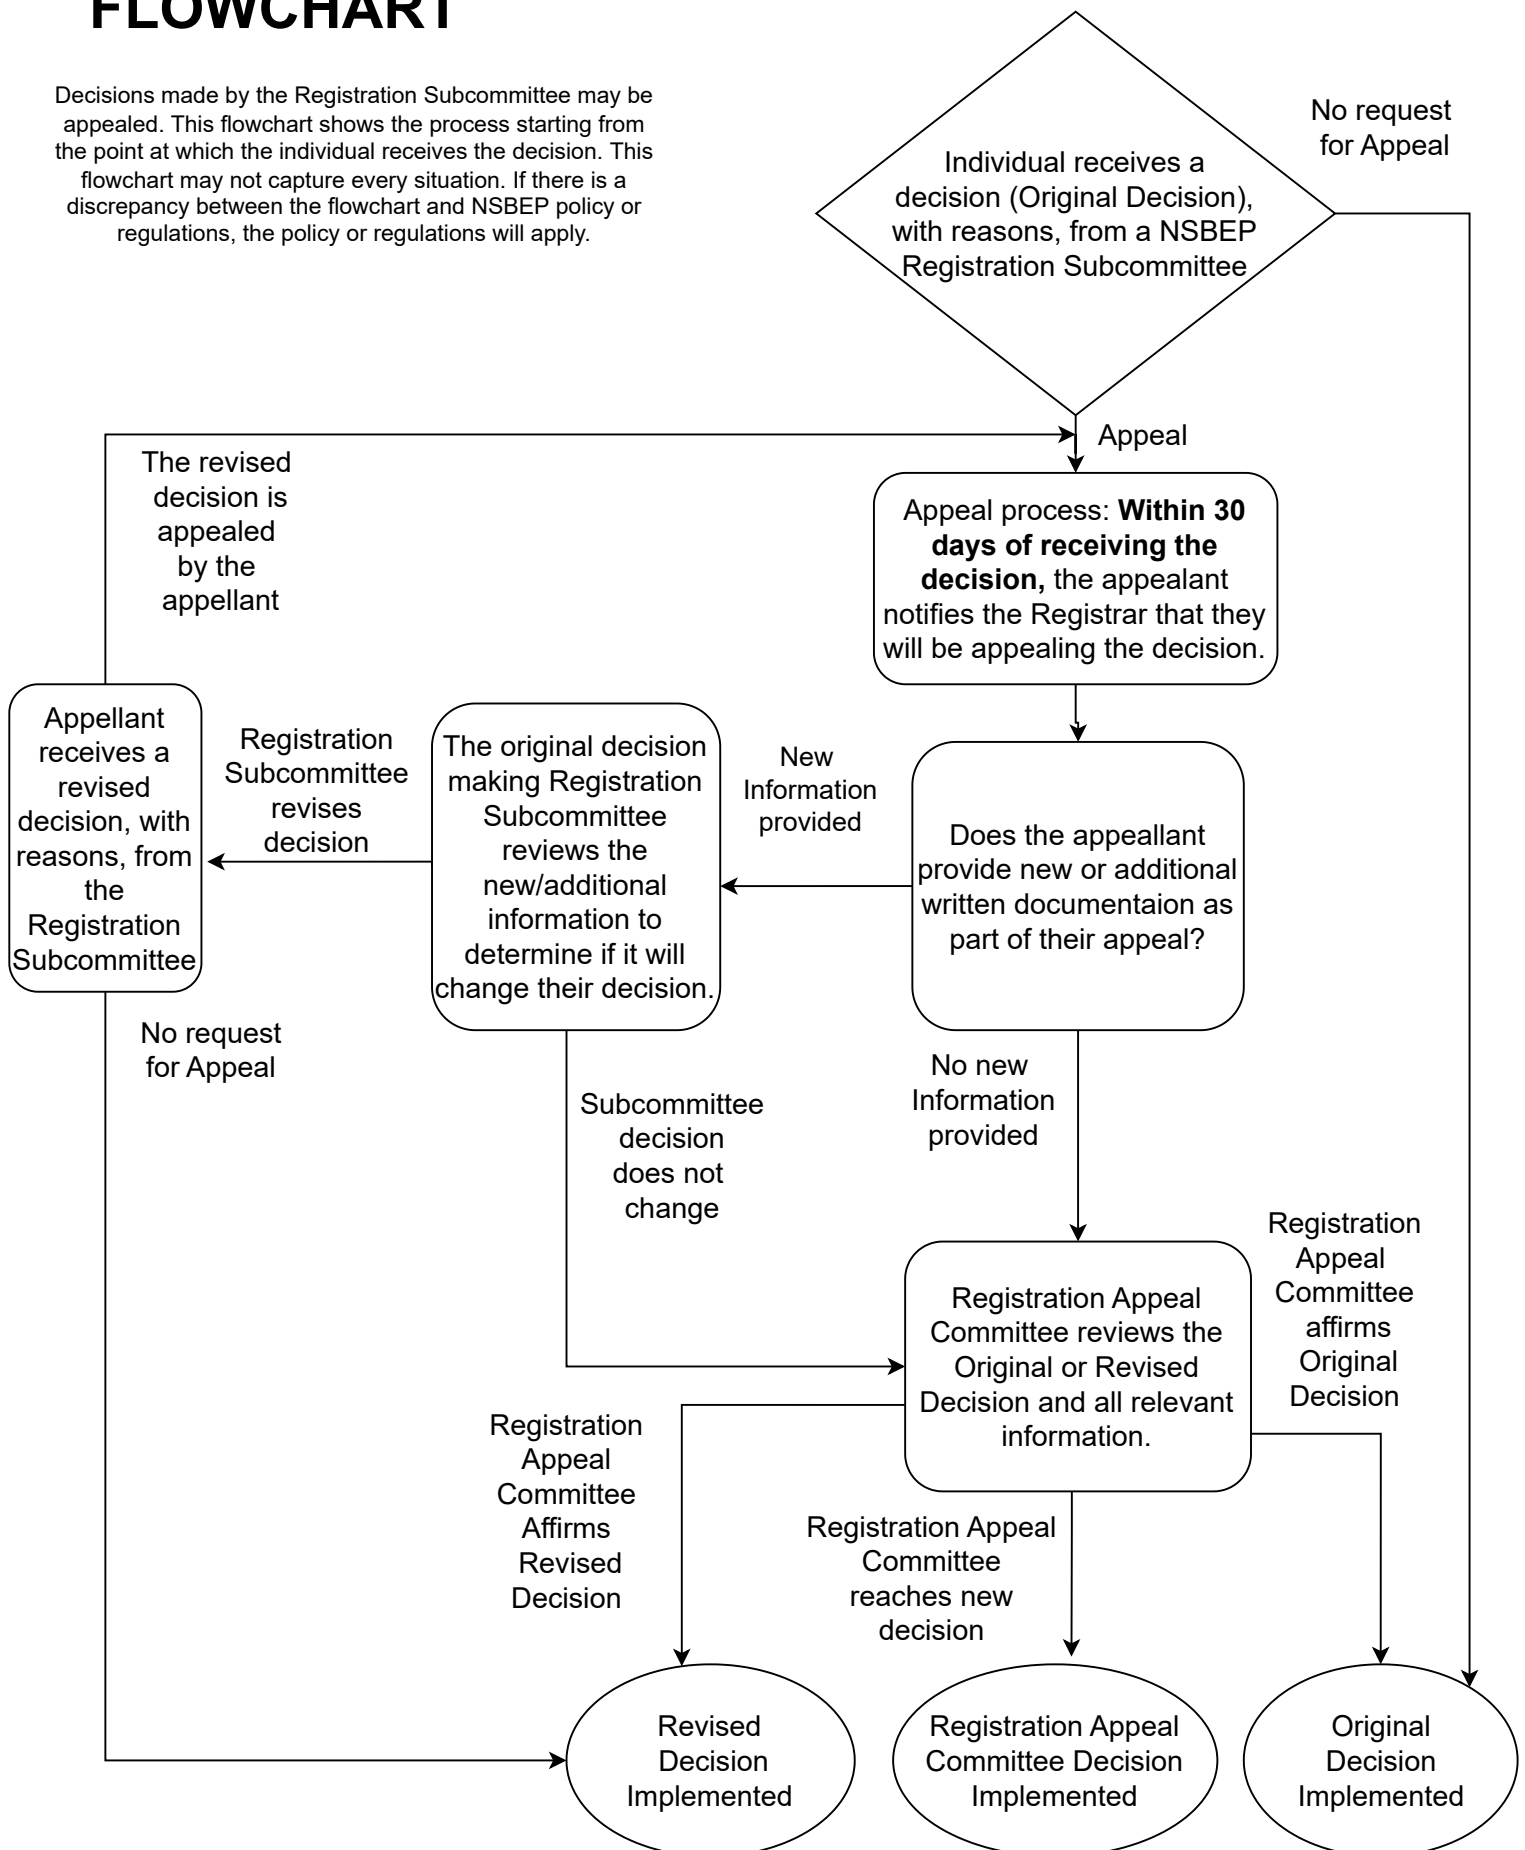 FLOWCHART
Decisions made by the Registration Subcommittee may be
appealed. This flowchart shows the process starting from
the point at which the individual receives the decision. This
flowchart may not capture every situation. If there is a
discrepancy between the flowchart and NSBEP policy or
regulations, the policy or regulations will apply.
No request
for Appeal
Individual receives a
decision (Original Decision),
with reasons, from a NSBEP
Registration Subcommittee
Appeal
The revised
decision is
appealed
by the
appellant
Appeal process: Within 30
days of receiving the
decision, the appealant
notifies the Registrar that they
will be appealing the decision.
Appellant
receives a
revised
decision, with
reasons, from
the
Registration
Subcommittee
Registration
Subcommittee
revises
decision
The original decision
making Registration
Subcommittee
reviews the
new/additional
information to
determine if it will
change their decision.
New
Information
provided
Does the appeallant
provide new or additional
written documentaion as
part of their appeal?
No request
for Appeal
Subcommittee
decision
does not
change
No new
Information
provided
Registration Appeal
Committee reviews the
Original or Revised
Decision and all relevant
information.
Registration
Appeal
Committee
affirms
Original
Decision
Registration
Appeal
Committee
Affirms
Revised
Decision
Registration Appeal
Committee
reaches new
decision
Revised
Decision
Implemented
Registration Appeal
Committee Decision
Implemented
Original
Decision
Implemented